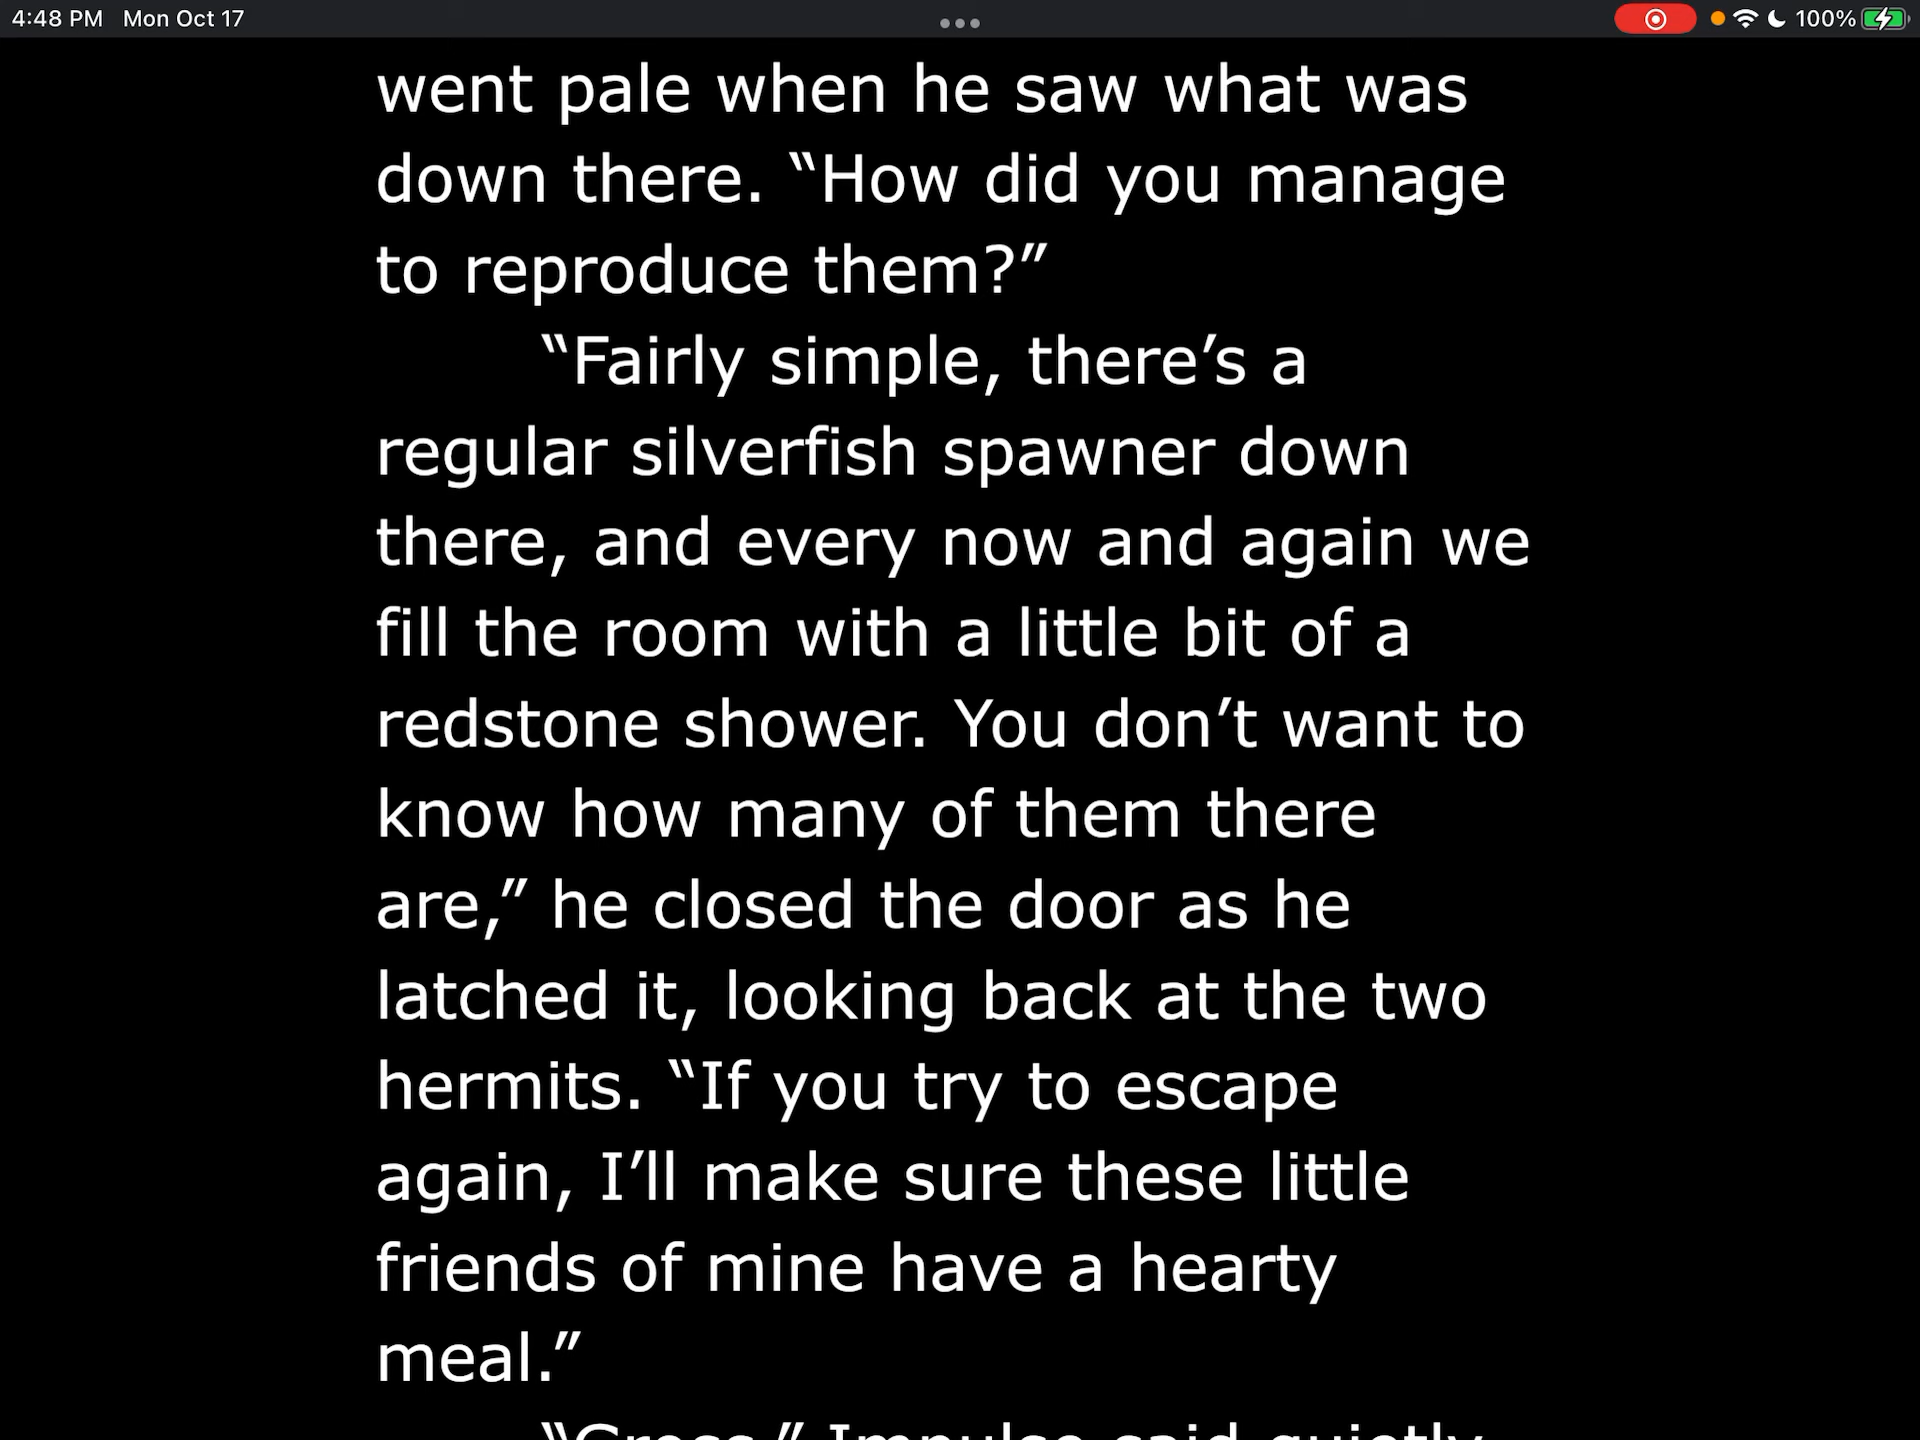 4:48 PM Mon Oct 17
100%
went pale when he saw what was
down there. “How did you manage
to reproduce them?”
“Fairly simple, there’s a
regular silverfish spawner down
there, and every now and again we
fill the room with a little bit of a
redstone shower. You don’t want to
know how many of them there
are,” he closed the door as he
latched it, looking back at the two
hermits. “If you try to escape
again, I’ll make sure these little
friends of mine have a hearty
meal.”
“Gross,” Impulse said quietly